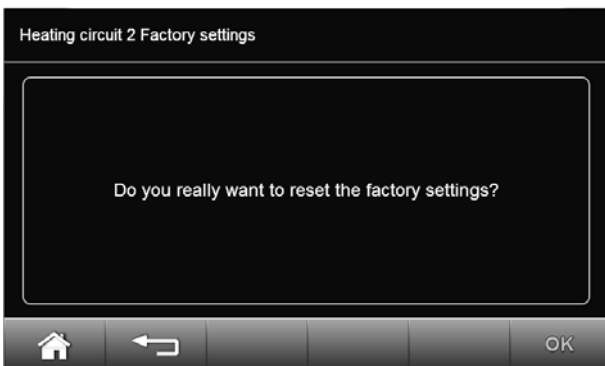 Heating circuit 2 Factory settings
Do you really want to reset the factory settings?
OK